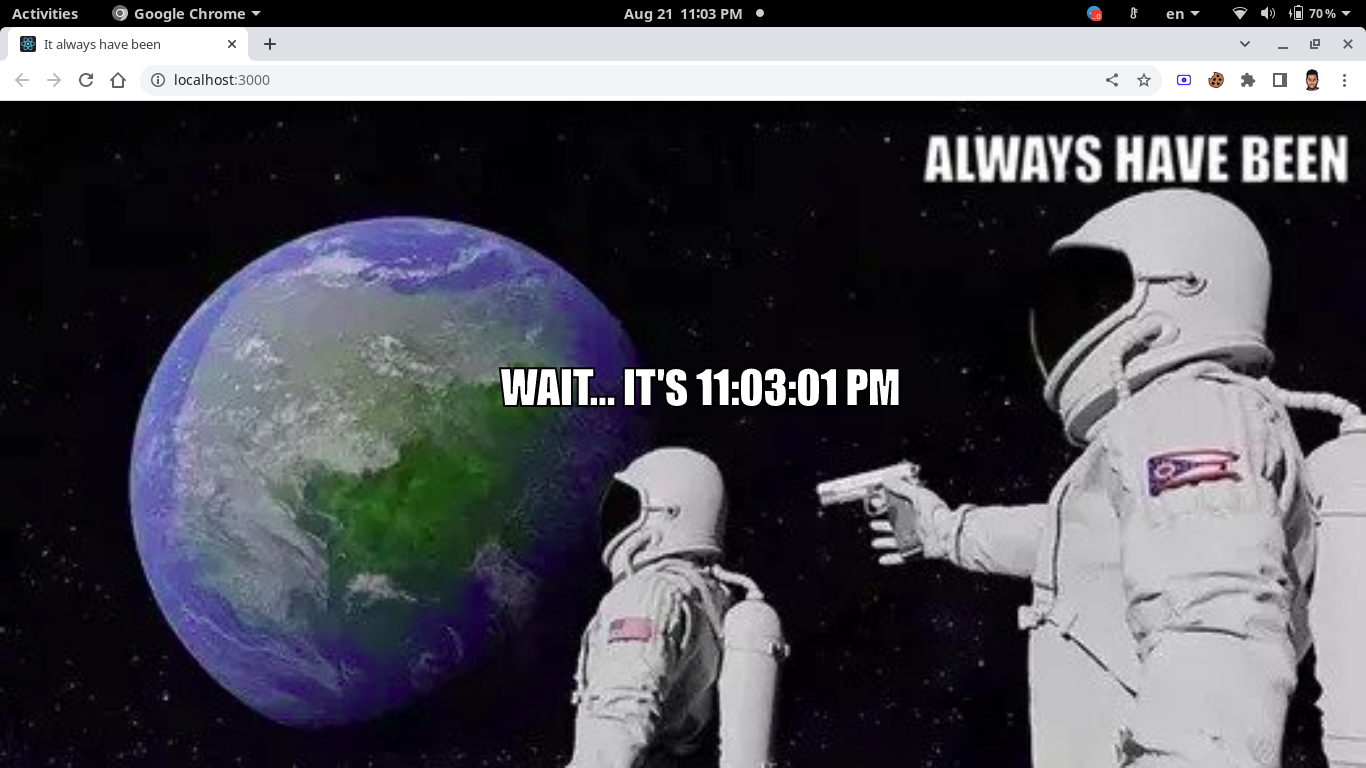 Activities Google Chrome Aug 21 11:03 PM en 70 %
It always have been
localhost:3000
ALWAYS HAVE BEEN
WAIT... IT'S 11:03:01 PM